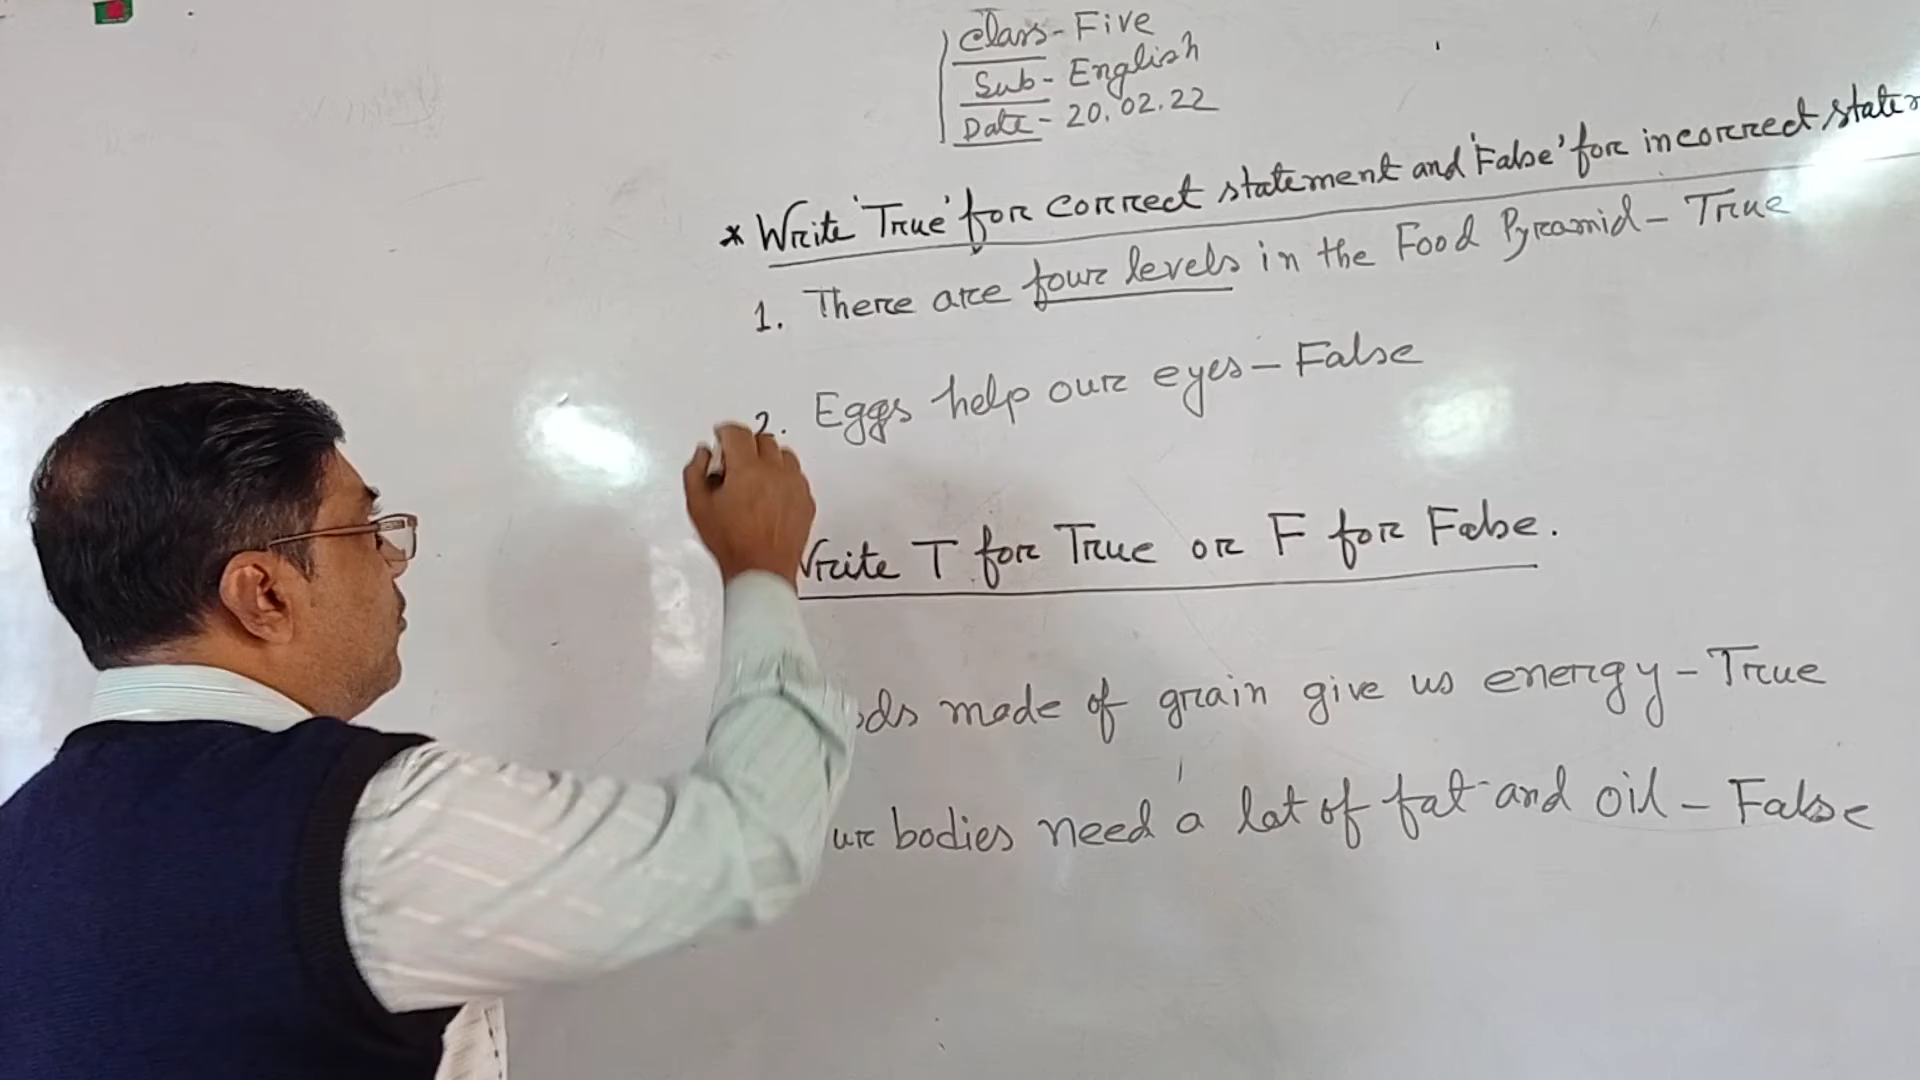 Class - Five
Sub - English
Date - 20.02.22
* Write 'True' for correct statement and 'False' for incorrect
1. There are four levels in the Food Pyramid - True
2. Eggs help our eyes - False
Write T for True or F for False.
made of grain give us energy - True
bodies need a lot of fat and oil - False